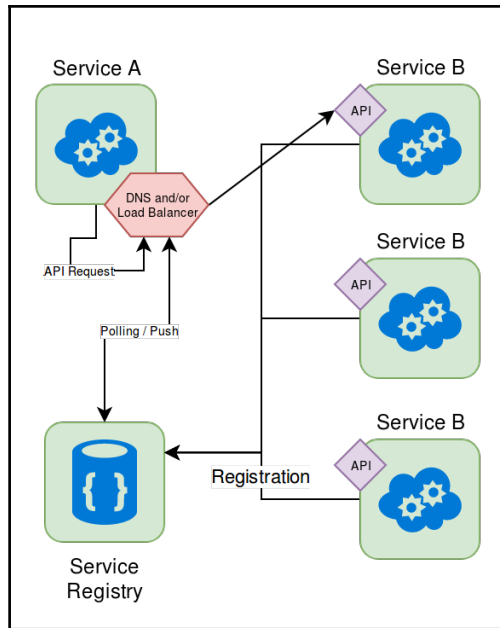 Service A
Service B
API
DNS and/or
Load Balancer
API Request
Service B
API
Polling / Push
Service B
API
{ }
Registration
Service
Registry